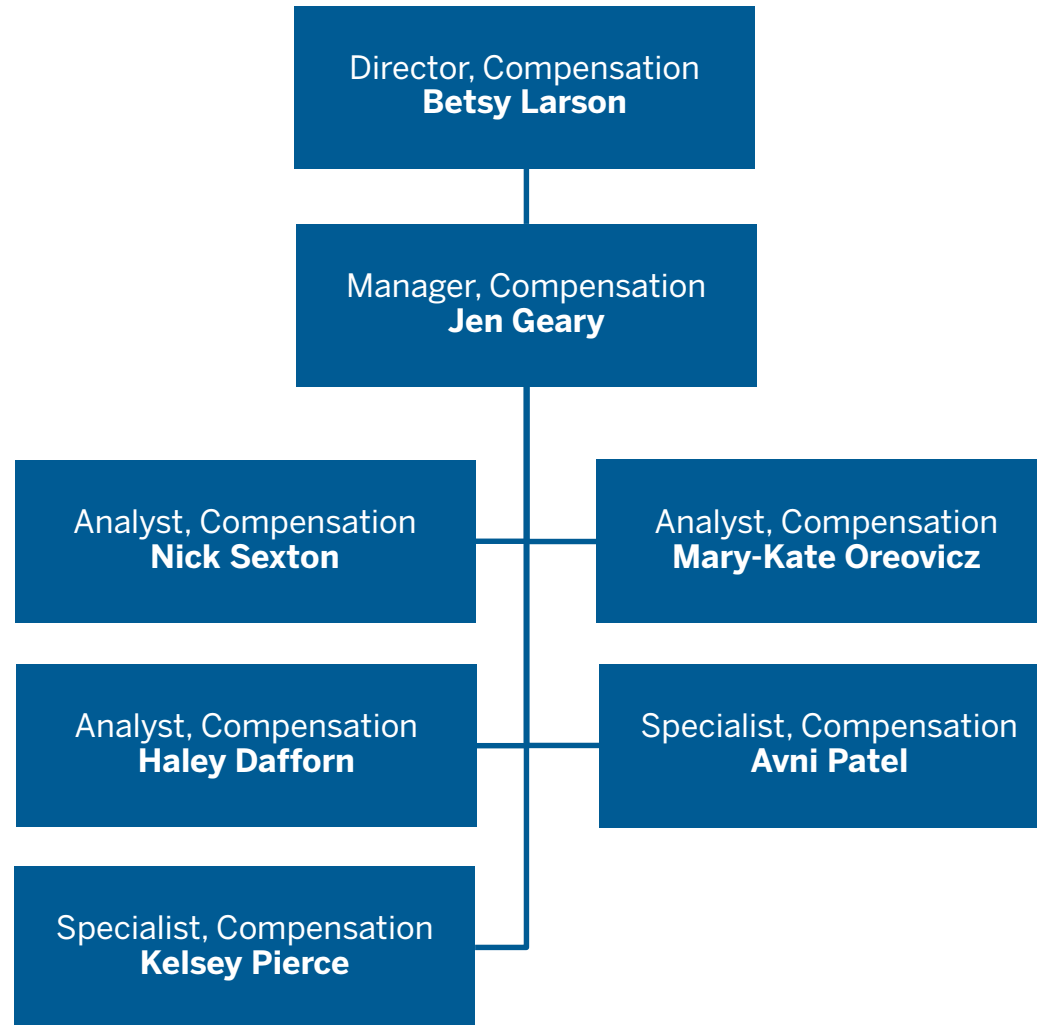 Director, Compensation
Betsy Larson
Manager, Compensation
Jen Geary
Analyst, Compensation
Nick Sexton
Analyst, Compensation
Mary-Kate Oreovicz
Analyst, Compensation
Haley Dafforn
Specialist, Compensation
Avni Patel
Specialist, Compensation
Kelsey Pierce